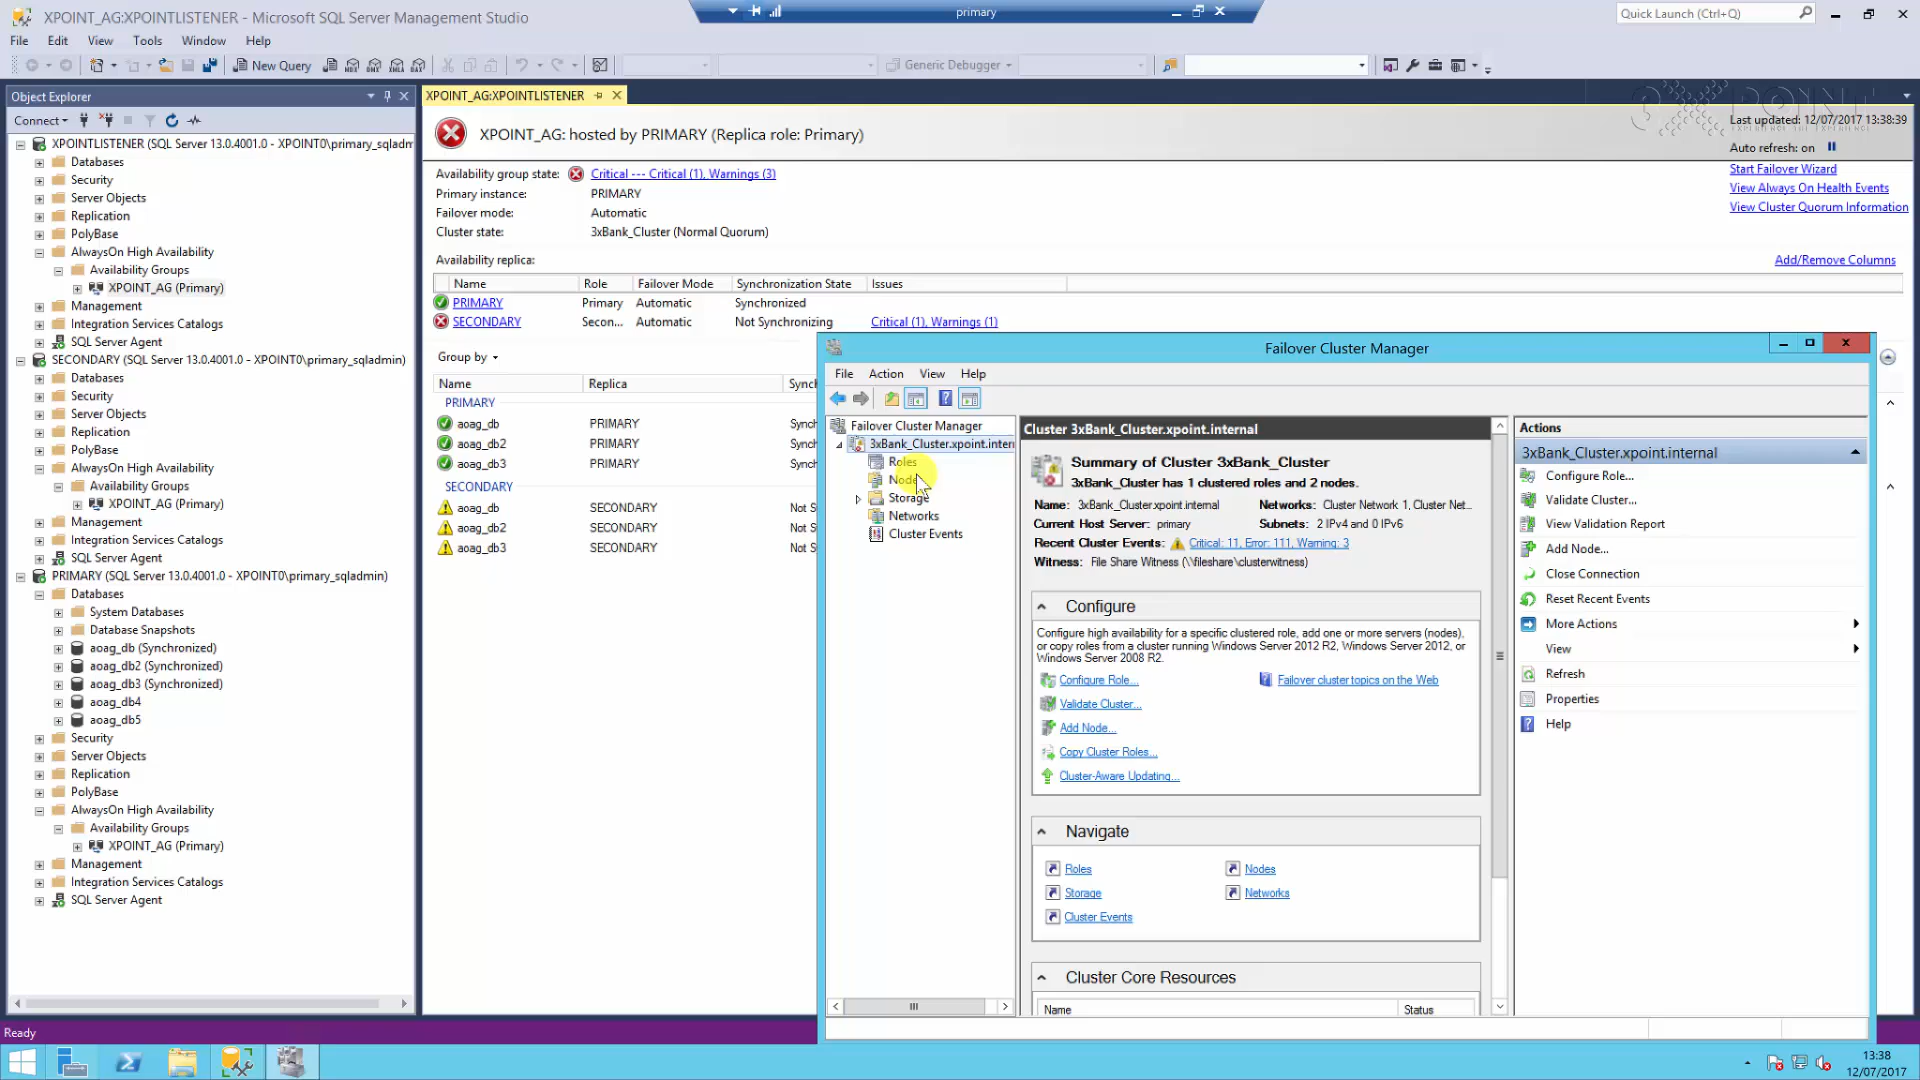 XPOINT_AG:XPOINTLISTENER - Microsoft SQL Server Management Studio
primary
Quick Launch (Ctrl+Q)
File Edit View Tools Window Help
New Query
Generic Debugger
Object Explorer
Connect
XPOINTLISTENER (SQL Server 13.0.4001.0 - XPOINT0\primary_sqladm
Databases
Security
Server Objects
Replication
PolyBase
AlwaysOn High Availability
Availability Groups
XPOINT_AG (Primary)
Management
Integration Services Catalogs
SQL Server Agent
SECONDARY (SQL Server 13.0.4001.0 - XPOINT0\primary_sqladmin)
Databases
Security
Server Objects
Replication
PolyBase
AlwaysOn High Availability
Availability Groups
XPOINT_AG (Primary)
Management
Integration Services Catalogs
SQL Server Agent
PRIMARY (SQL Server 13.0.4001.0 - XPOINT0\primary_sqladmin)
Databases
System Databases
Database Snapshots
aoag_db (Synchronized)
aoag_db2 (Synchronized)
aoag_db3 (Synchronized)
aoag_db4
aoag_db5
Security
Server Objects
Replication
PolyBase
AlwaysOn High Availability
Availability Groups
XPOINT_AG (Primary)
Management
Integration Services Catalogs
SQL Server Agent
Ready
XPOINT_AG:XPOINTLISTENER
XPOINT_AG: hosted by PRIMARY (Replica role: Primary)
Last updated: 12/07/2017 13:38:39
Auto refresh: on
Start Failover Wizard
View Always On Health Events
View Cluster Quorum Information
Availability group state: Critical --- Critical (1), Warnings (3)
Primary instance: PRIMARY
Failover mode: Automatic
Cluster state: 3xBank_Cluster (Normal Quorum)
Availability replica:
Add/Remove Columns
Name Role Failover Mode Synchronization State Issues
PRIMARY Primary Automatic Synchronized
SECONDARY Secon... Automatic Not Synchronizing Critical (1), Warnings (1)
Group by
Name Replica Synch
PRIMARY
aoag_db PRIMARY Synch
aoag_db2 PRIMARY Synch
aoag_db3 PRIMARY Synch
SECONDARY
aoag_db SECONDARY Not S
aoag_db2 SECONDARY Not S
aoag_db3 SECONDARY Not S
Failover Cluster Manager
File Action View Help
Failover Cluster Manager
3xBank_Cluster.xpoint.intern
Roles
Nodes
Storage
Networks
Cluster Events
Cluster 3xBank_Cluster.xpoint.internal
Summary of Cluster 3xBank_Cluster
3xBank_Cluster has 1 clustered roles and 2 nodes.
Name: 3xBank_Cluster.xpoint.internal Networks: Cluster Network 1, Cluster Net...
Current Host Server: primary Subnets: 2 IPv4 and 0 IPv6
Recent Cluster Events: Critical: 11, Error: 111, Warning: 3
Witness: File Share Witness (\\fileshare\clusterwitness)
Configure
Configure high availability for a specific clustered role, add one or more servers (nodes),
or copy roles from a cluster running Windows Server 2012 R2, Windows Server 2012, or
Windows Server 2008 R2.
Configure Role... Failover cluster topics on the Web
Validate Cluster...
Add Node...
Copy Cluster Roles...
Cluster-Aware Updating...
Navigate
Roles Nodes
Storage Networks
Cluster Events
Cluster Core Resources
Name Status
Actions
3xBank_Cluster.xpoint.internal
Configure Role...
Validate Cluster...
View Validation Report
Add Node...
Close Connection
Reset Recent Events
More Actions
View
Refresh
Properties
Help
13:38
12/07/2017